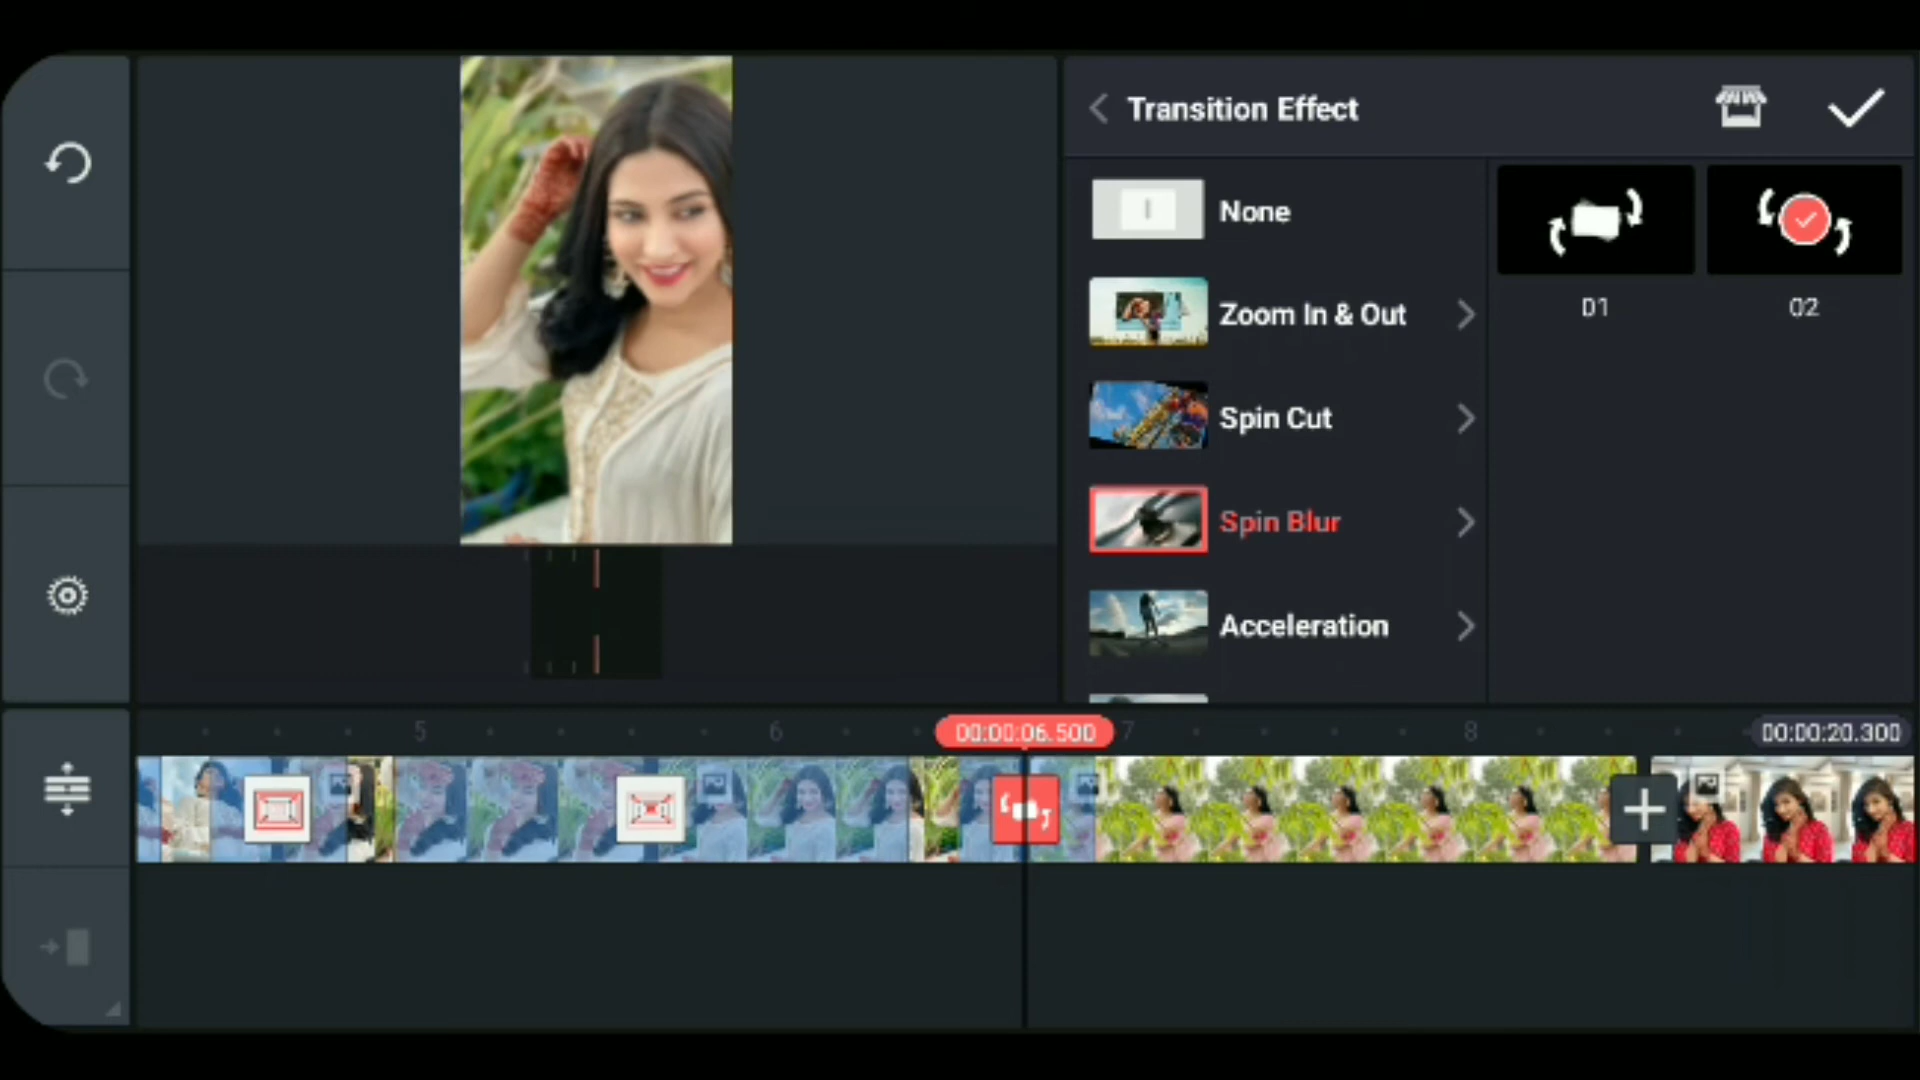 Transition Effect
None
Zoom In & Out
Spin Cut
Spin Blur
Acceleration
01
02
5
6
00:00:06.500
7
8
00:00:20.300